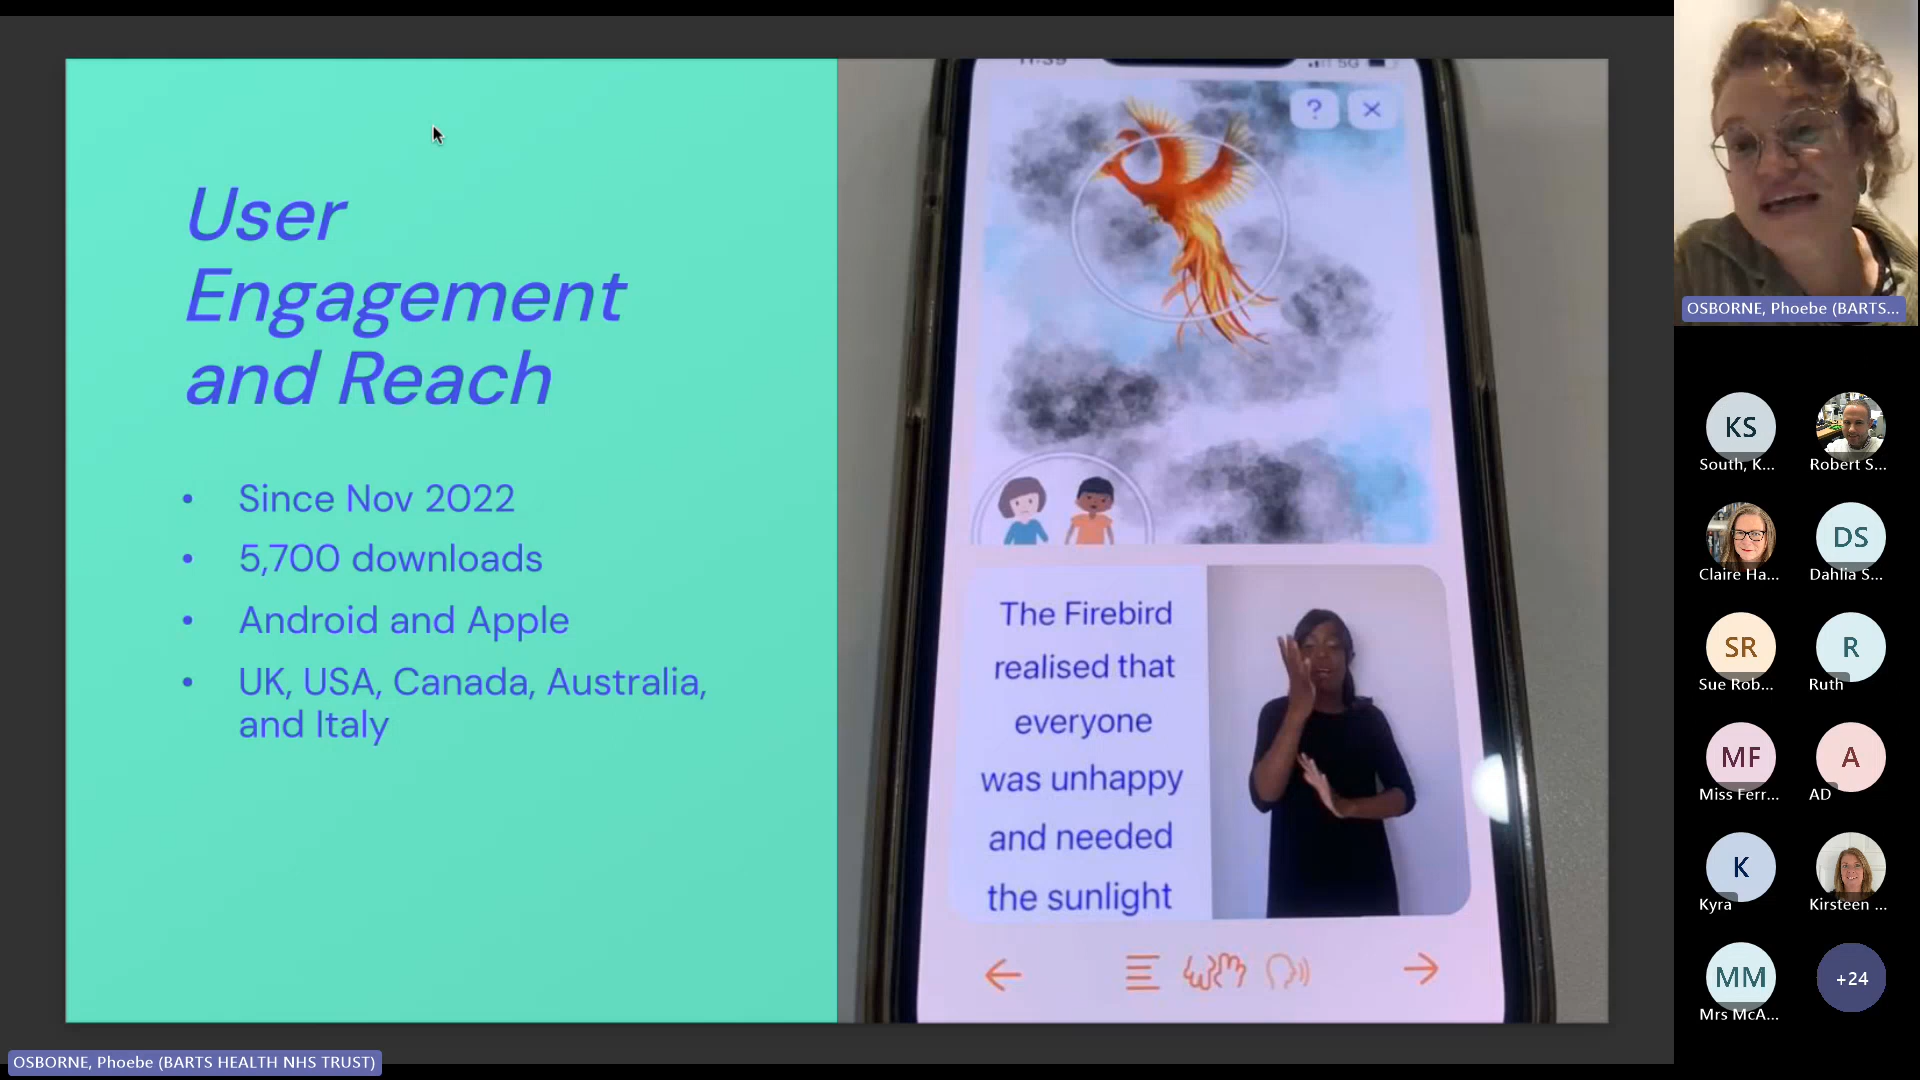 User
Engagement
and Reach
• Since Nov 2022
• 5,700 downloads
• Android and Apple
• UK, USA, Canada, Australia,
and Italy
11:39
5G
?
The Firebird
realised that
everyone
was unhappy
and needed
the sunlight
OSBORNE, Phoebe (BARTS...
KS
South, K...
Robert S...
Claire Ha...
DS
Dahlia S...
SR
Sue Rob...
R
Ruth
MF
Miss Ferr...
A
AD
K
Kyra
Kirsteen ...
MM
Mrs McA...
+24
OSBORNE, Phoebe (BARTS HEALTH NHS TRUST)